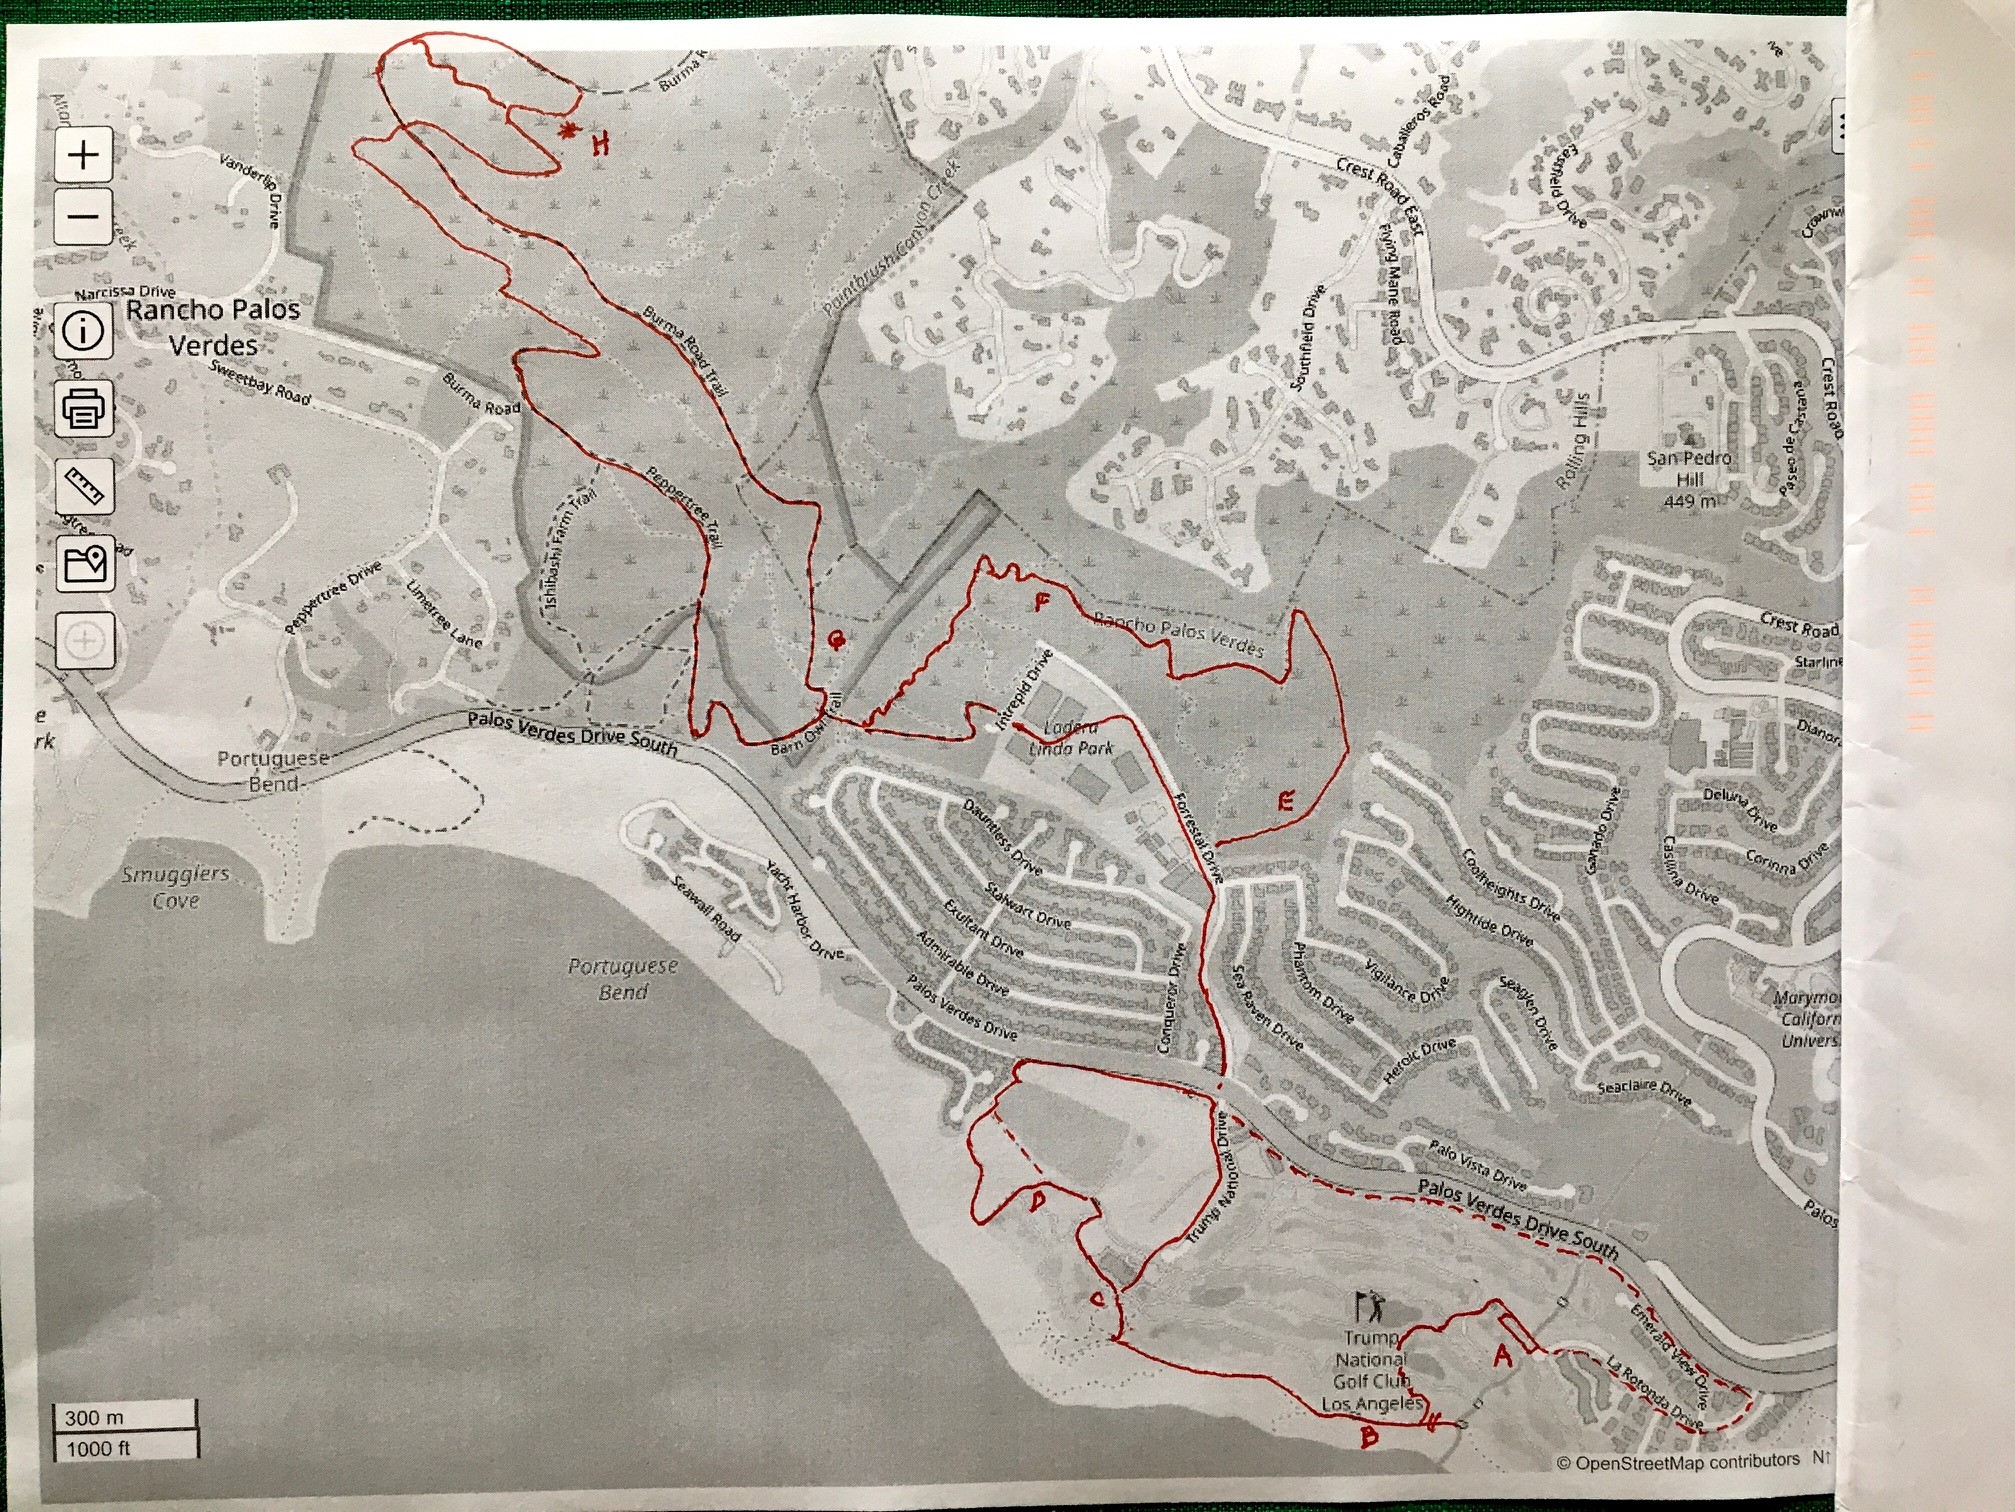 Burma R
Vanderlip Drive
Narcissa Drive
Rancho Palos
Verdes
Sweetbay Road
Burma Road
Burma Road Trail
Paintbrush Canyon Creek
Crest Road East
Caballeros Road
Eastfield Drive
Flying Mane Road
Southfield Drive
Rolling Hills
San Pedro
Hill
449 m
Paseo de Castana
Crest Road
H
Peppertree Trail
Ishibashi Farm Trail
Peppertree Drive
Limetree Lane
G
F
Rancho Palos Verdes
Crest Road
Starline
Intrepid Drive
Ladera
Linda Park
Barn Owl Trail
Palos Verdes Drive South
Portuguese
Bend
E
Forrestal Drive
Dauntless Drive
Stalwart Drive
Exultant Drive
Admirable Drive
Palos Verdes Drive
Conqueror Drive
Yacht Harbor Drive
Seawall Road
Smugglers
Cove
Portuguese
Bend
Sea Raven Drive
Phantom Drive
Vigilance Drive
Heroic Drive
Coolheights Drive
Hightide Drive
Ganado Drive
Casilina Drive
Deluna Drive
Corinna Drive
Seaglen Drive
Seaclaire Drive
Marymo
Californ
Univers
Palo Vista Drive
Palos Verdes Drive South
Palos
Trump National Drive
D
C
Trump
National
Golf Club
Los Angeles
A
B
Emerald View Drive
La Rotonda Drive
300 m
1000 ft
© OpenStreetMap contributors N↑